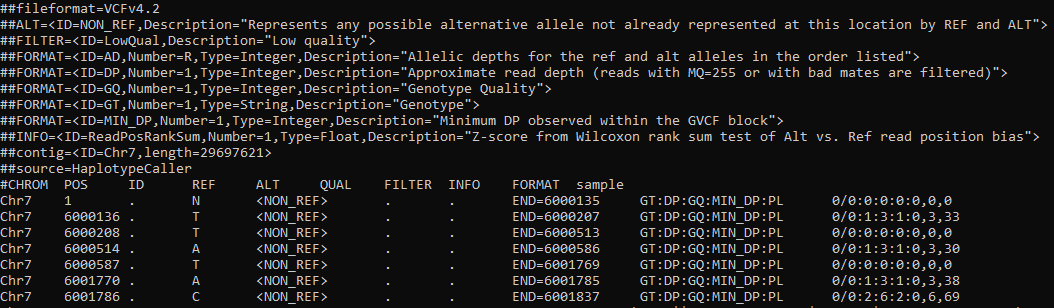 ##fileformat=VCFv4.2
##ALT=<ID=NON_REF,Description="Represents any possible alternative allele not already represented at this location by REF and ALT">
##FILTER=<ID=LowQual,Description="Low quality">
##FORMAT=<ID=AD,Number=R,Type=Integer,Description="Allelic depths for the ref and alt alleles in the order listed">
##FORMAT=<ID=DP,Number=1,Type=Integer,Description="Approximate read depth (reads with MQ=255 or with bad mates are filtered)">
##FORMAT=<ID=GQ,Number=1,Type=Integer,Description="Genotype Quality">
##FORMAT=<ID=GT,Number=1,Type=String,Description="Genotype">
##FORMAT=<ID=MIN_DP,Number=1,Type=Integer,Description="Minimum DP observed within the GVCF block">
##INFO=<ID=ReadPosRankSum,Number=1,Type=Float,Description="Z-score from Wilcoxon rank sum test of Alt vs. Ref read position bias">
##contig=<ID=Chr7,length=29697621>
##source=HaplotypeCaller
#CHROM POS ID REF ALT QUAL FILTER INFO FORMAT sample
Chr7 1 . N <NON_REF> . . END=6000135 GT:DP:GQ:MIN_DP:PL 0/0:0:0:0:0,0,0
Chr7 6000136 . T <NON_REF> . . END=6000207 GT:DP:GQ:MIN_DP:PL 0/0:1:3:1:0,3,33
Chr7 6000208 . T <NON_REF> . . END=6000513 GT:DP:GQ:MIN_DP:PL 0/0:0:0:0:0,0,0
Chr7 6000514 . A <NON_REF> . . END=6000586 GT:DP:GQ:MIN_DP:PL 0/0:1:3:1:0,3,30
Chr7 6000587 . T <NON_REF> . . END=6001769 GT:DP:GQ:MIN_DP:PL 0/0:0:0:0:0,0,0
Chr7 6001770 . A <NON_REF> . . END=6001785 GT:DP:GQ:MIN_DP:PL 0/0:1:3:1:0,3,38
Chr7 6001786 . C <NON_REF> . . END=6001837 GT:DP:GQ:MIN_DP:PL 0/0:2:6:2:0,6,69